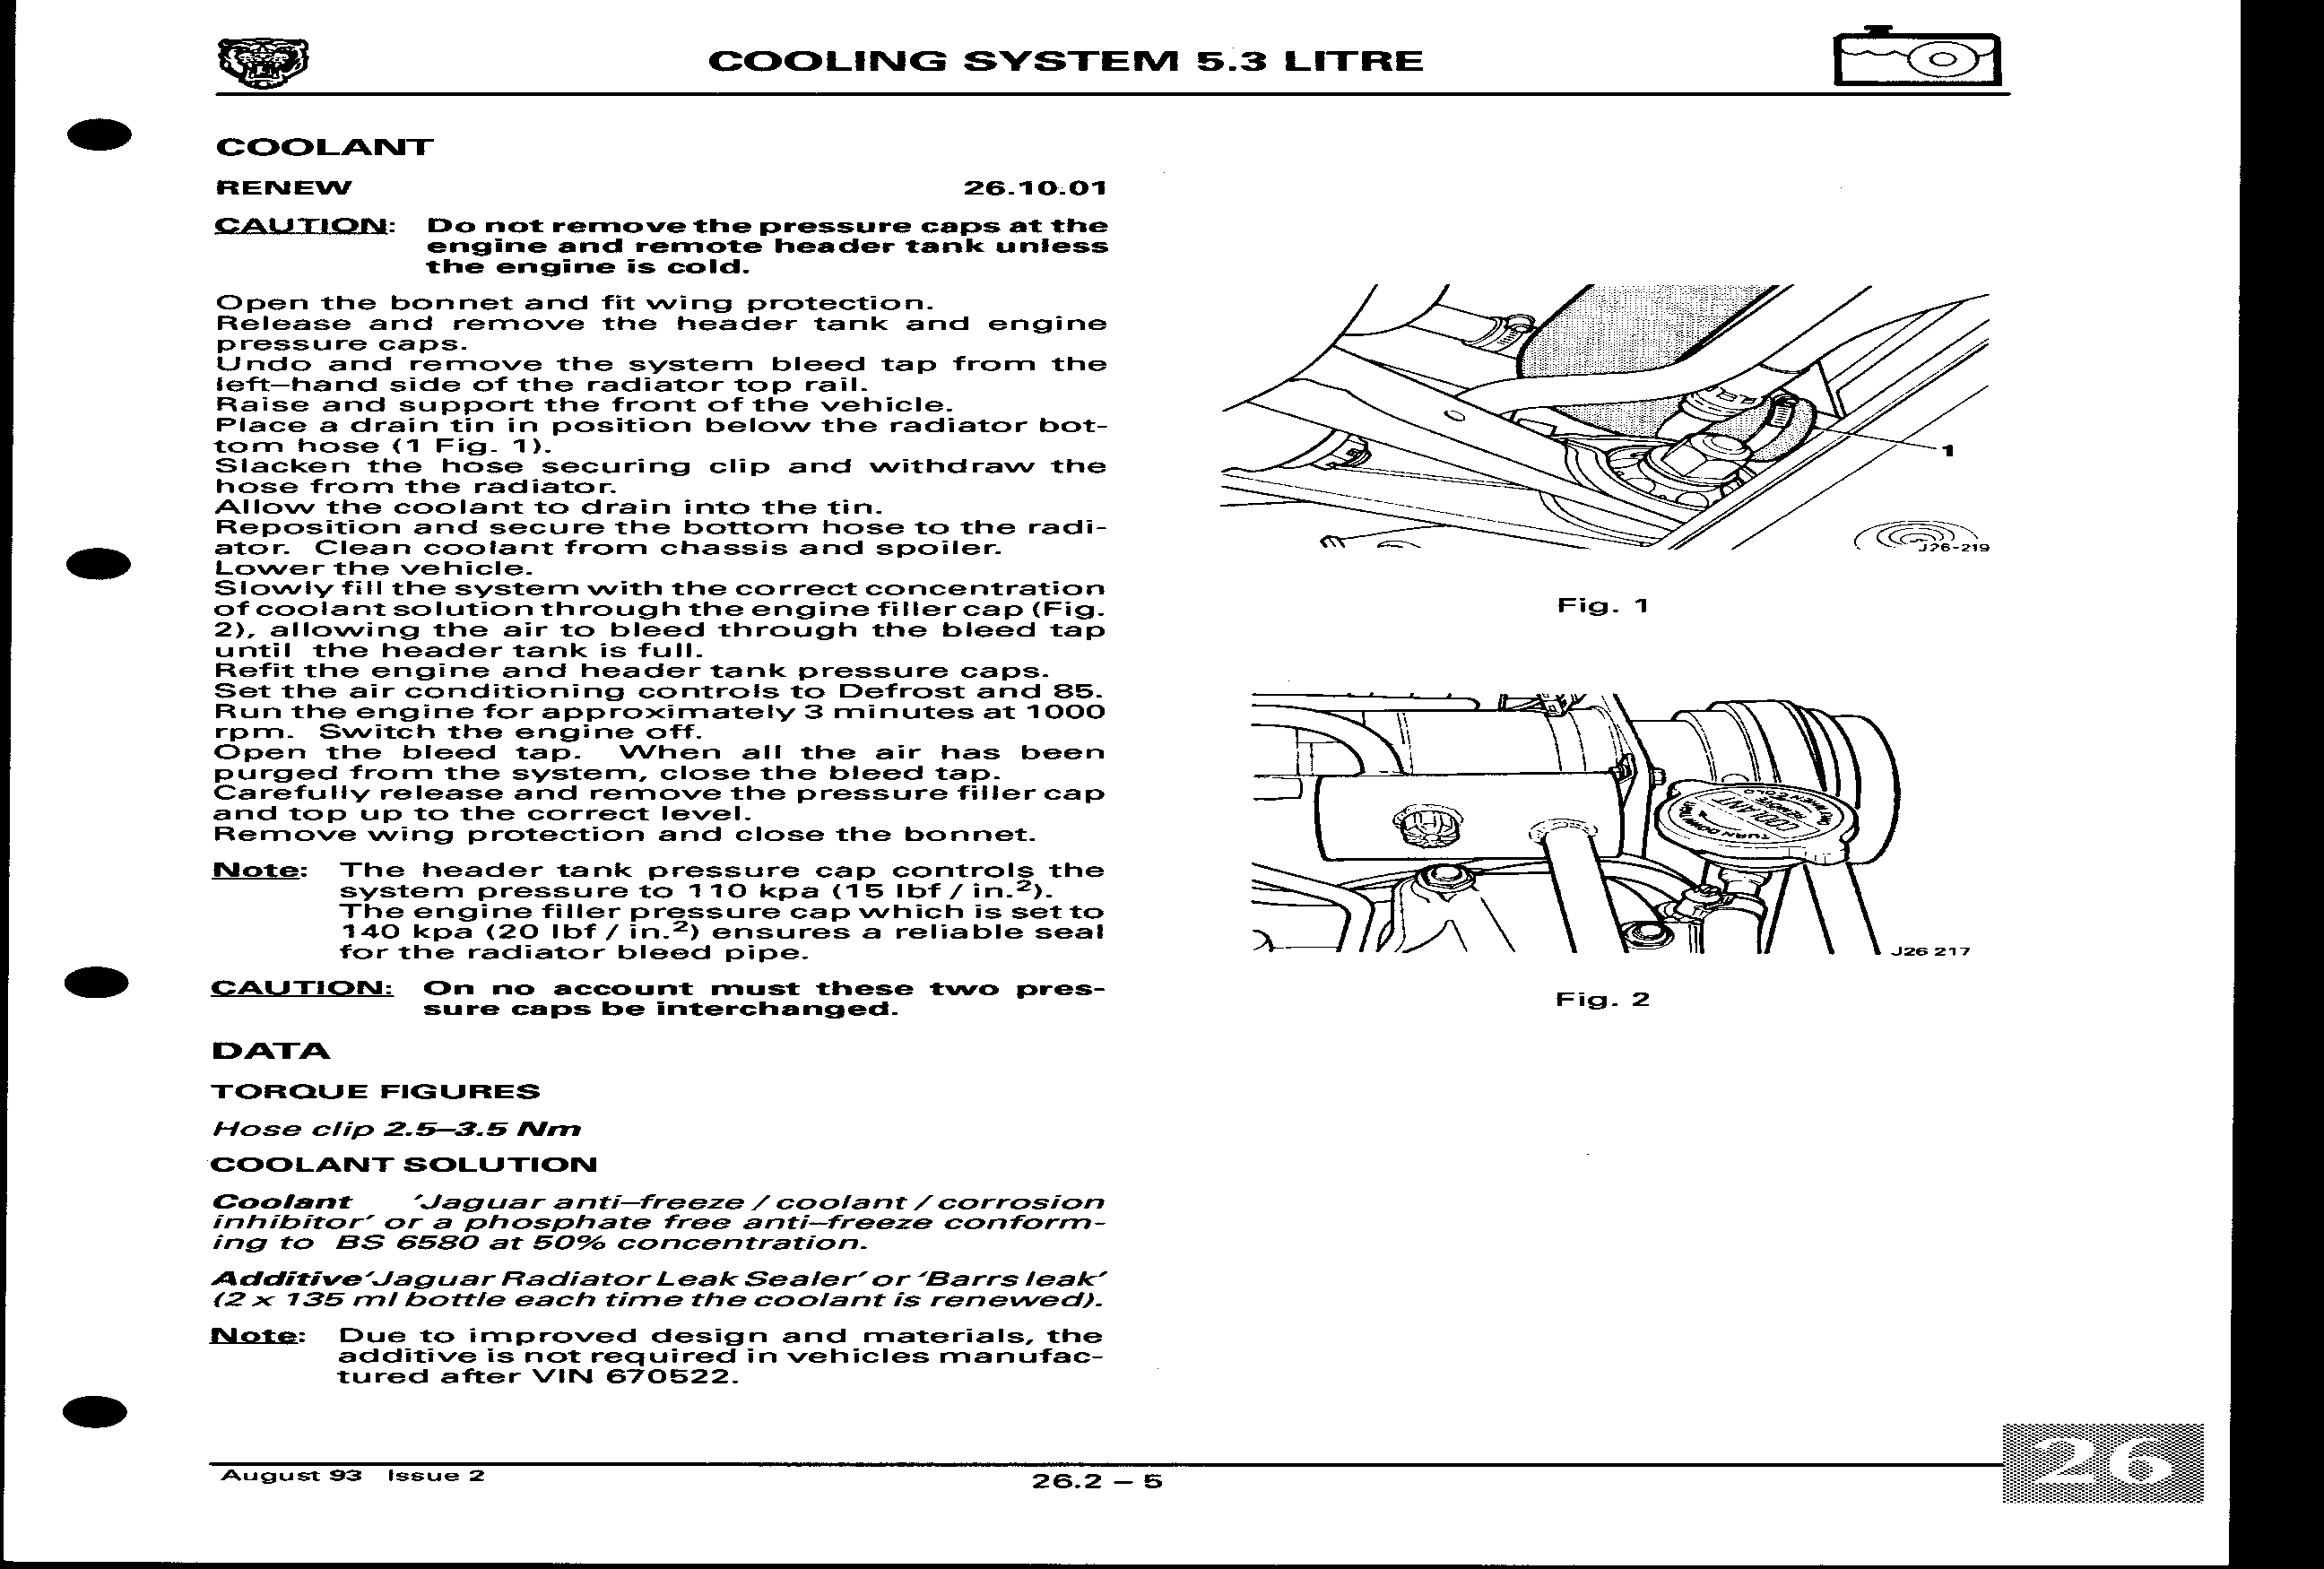 COOLING SYSTEM 5.3 LITRE
COOLANT
RENEW 26.10.01
CAUTION: Do not remove the pressure caps at the
engine and remote header tank unless
the engine is cold.
Open the bonnet and fit wing protection.
Release and remove the header tank and engine
pressure caps.
Undo and remove the system bleed tap from the
left–hand side of the radiator top rail.
Raise and support the front of the vehicle.
Place a drain tin in position below the radiator bot-
tom hose (1 Fig. 1).
Slacken the hose securing clip and withdraw the
hose from the radiator.
Allow the coolant to drain into the tin.
Reposition and secure the bottom hose to the radi-
ator. Clean coolant from chassis and spoiler.
Lower the vehicle.
Slowly fill the system with the correct concentration
of coolant solution through the engine filler cap (Fig.
2), allowing the air to bleed through the bleed tap
until the header tank is full.
Refit the engine and header tank pressure caps.
Set the air conditioning controls to Defrost and 85.
Run the engine for approximately 3 minutes at 1000
rpm. Switch the engine off.
Open the bleed tap. When all the air has been
purged from the system, close the bleed tap.
Carefully release and remove the pressure filler cap
and top up to the correct level.
Remove wing protection and close the bonnet.
Note: The header tank pressure cap controls the
system pressure to 110 kpa (15 lbf / in.²).
The engine filler pressure cap which is set to
140 kpa (20 lbf / in.²) ensures a reliable seal
for the radiator bleed pipe.
CAUTION: On no account must these two pres-
sure caps be interchanged.
DATA
TORQUE FIGURES
Hose clip 2.5–3.5 Nm
COOLANT SOLUTION
Coolant 'Jaguar anti–freeze / coolant / corrosion
inhibitor' or a phosphate free anti–freeze conform-
ing to BS 6580 at 50% concentration.
Additive 'Jaguar Radiator Leak Sealer' or 'Barrs leak'
(2 x 135 ml bottle each time the coolant is renewed).
Note: Due to improved design and materials, the
additive is not required in vehicles manufac-
tured after VIN 670522.
1
J26-219
Fig. 1
COOLANT
REMOVE
TURN DOWN
J26 217
Fig. 2
August 93 Issue 2
26.2 – 5
26